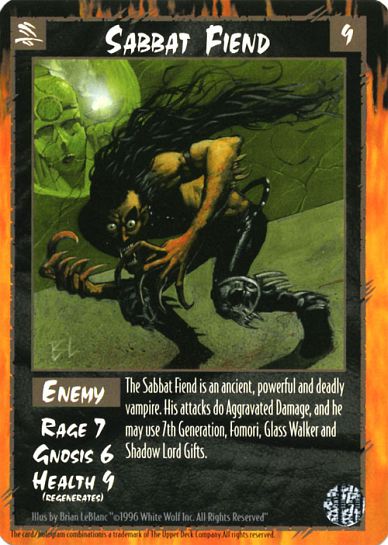 SABBAT FIEND
9
BL
ENEMY
RAGE 7
GNOSIS 6
HEALTH 9
(REGENERATES)
The Sabbat Fiend is an ancient, powerful and deadly
vampire. His attacks do Aggravated Damage, and he
may use 7th Generation, Fomori, Glass Walker and
Shadow Lord Gifts.
Illus by Brian LeBlanc "©1996 White Wolf Inc. All Rights Reserved"
The card/hologram combination is a trademark of The Upper Deck Company. All rights reserved.